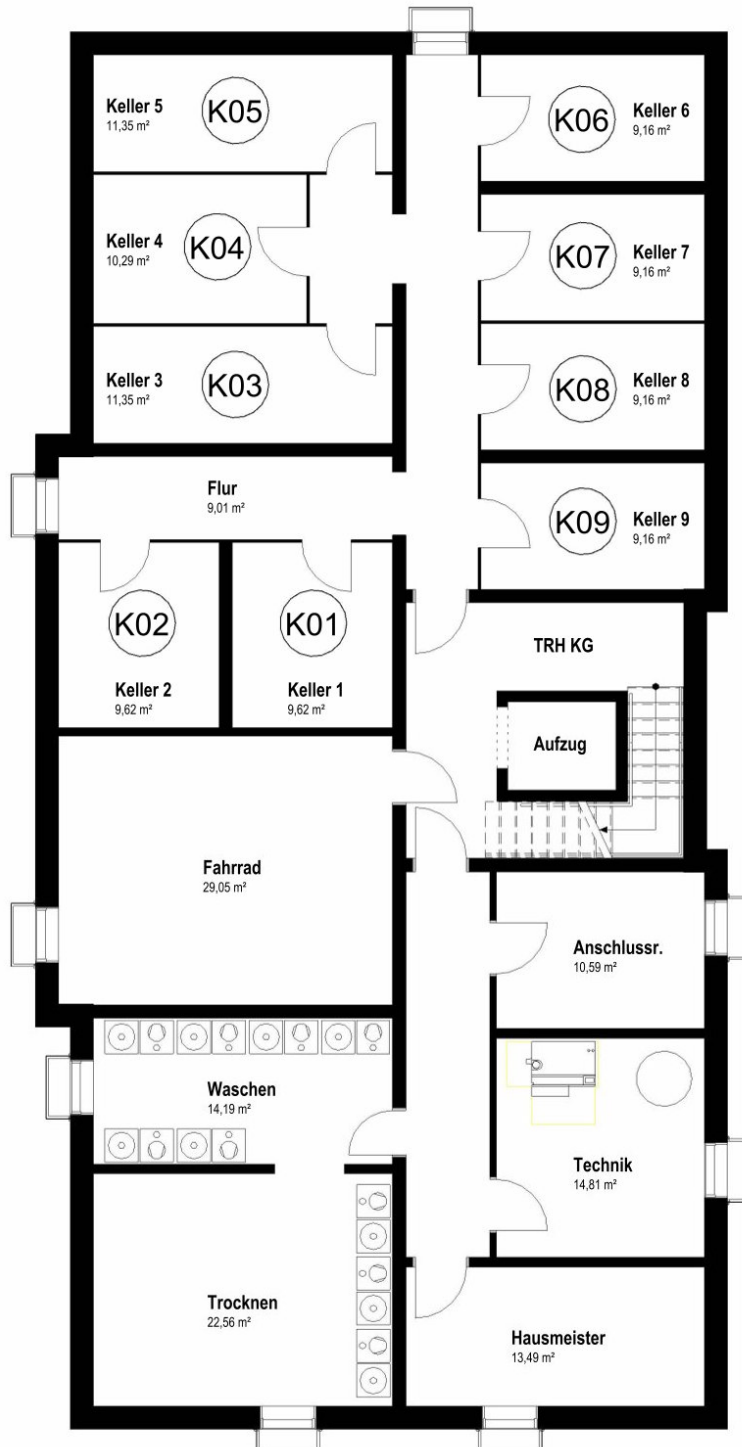 Keller 5
11,35 m²
K05
K06
Keller 6
9,16 m²
Keller 4
10,29 m²
K04
K07
Keller 7
9,16 m²
Keller 3
11,35 m²
K03
K08
Keller 8
9,16 m²
Flur
9,01 m²
K09
Keller 9
9,16 m²
K02
Keller 2
9,62 m²
K01
Keller 1
9,62 m²
TRH KG
Aufzug
Fahrrad
29,05 m²
Anschlussr.
10,59 m²
Waschen
14,19 m²
Technik
14,81 m²
Trocknen
22,56 m²
Hausmeister
13,49 m²